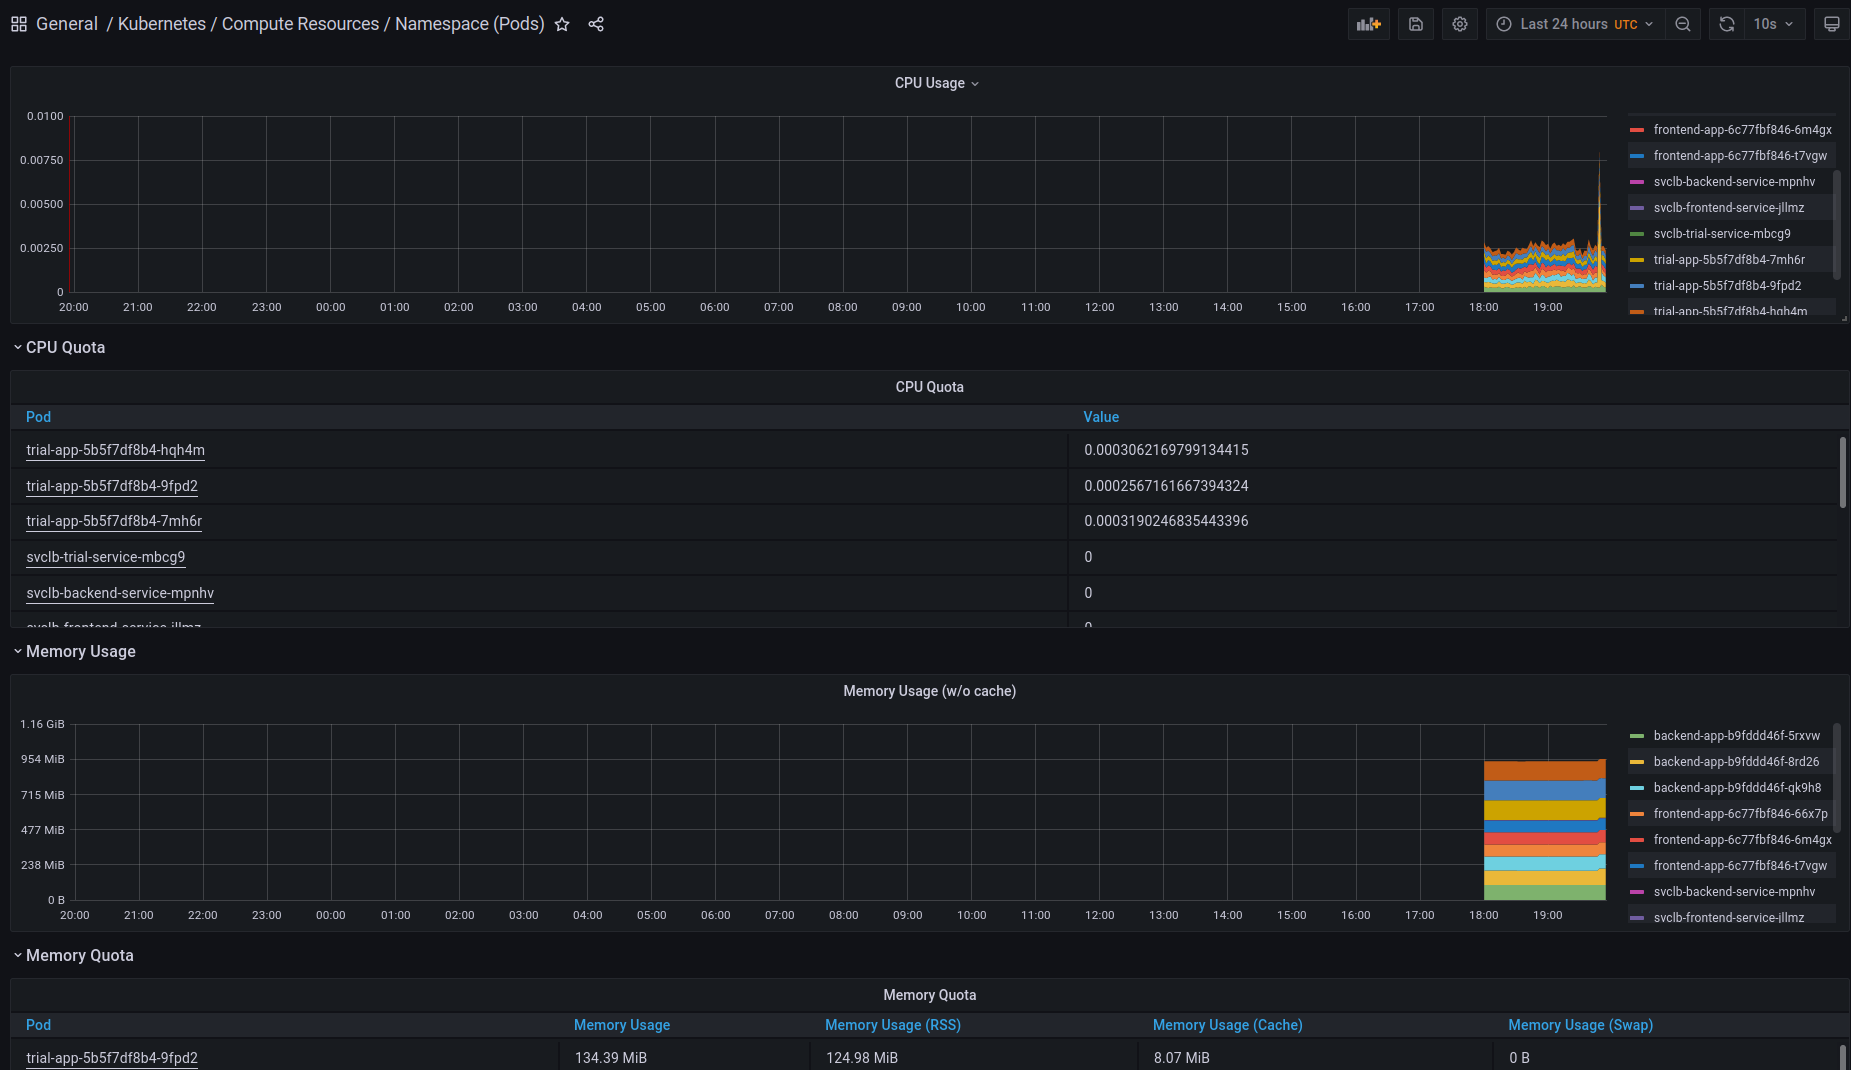 General / Kubernetes / Compute Resources / Namespace (Pods)
Last 24 hours UTC
10s
CPU Usage
0.0100
0.00750
0.00500
0.00250
0
20:00 21:00 22:00 23:00 00:00 01:00 02:00 03:00 04:00 05:00 06:00 07:00 08:00 09:00 10:00 11:00 12:00 13:00 14:00 15:00 16:00 17:00 18:00 19:00
frontend-app-6c77fbf846-6m4gx
frontend-app-6c77fbf846-t7vgw
svclb-backend-service-mpnhv
svclb-frontend-service-jllmz
svclb-trial-service-mbcg9
trial-app-5b5f7df8b4-7mh6r
trial-app-5b5f7df8b4-9fpd2
trial-app-5b5f7df8b4-hqh4m
CPU Quota
CPU Quota
Pod Value
trial-app-5b5f7df8b4-hqh4m 0.0003062169799134415
trial-app-5b5f7df8b4-9fpd2 0.0002567161667394324
trial-app-5b5f7df8b4-7mh6r 0.0003190246835443396
svclb-trial-service-mbcg9 0
svclb-backend-service-mpnhv 0
svclb-frontend-service-jllmz 0
Memory Usage
Memory Usage (w/o cache)
1.16 GiB
954 MiB
715 MiB
477 MiB
238 MiB
0 B
20:00 21:00 22:00 23:00 00:00 01:00 02:00 03:00 04:00 05:00 06:00 07:00 08:00 09:00 10:00 11:00 12:00 13:00 14:00 15:00 16:00 17:00 18:00 19:00
backend-app-b9fddd46f-5rxvw
backend-app-b9fddd46f-8rd26
backend-app-b9fddd46f-qk9h8
frontend-app-6c77fbf846-66x7p
frontend-app-6c77fbf846-6m4gx
frontend-app-6c77fbf846-t7vgw
svclb-backend-service-mpnhv
svclb-frontend-service-jllmz
Memory Quota
Memory Quota
Pod Memory Usage Memory Usage (RSS) Memory Usage (Cache) Memory Usage (Swap)
trial-app-5b5f7df8b4-9fpd2 134.39 MiB 124.98 MiB 8.07 MiB 0 B